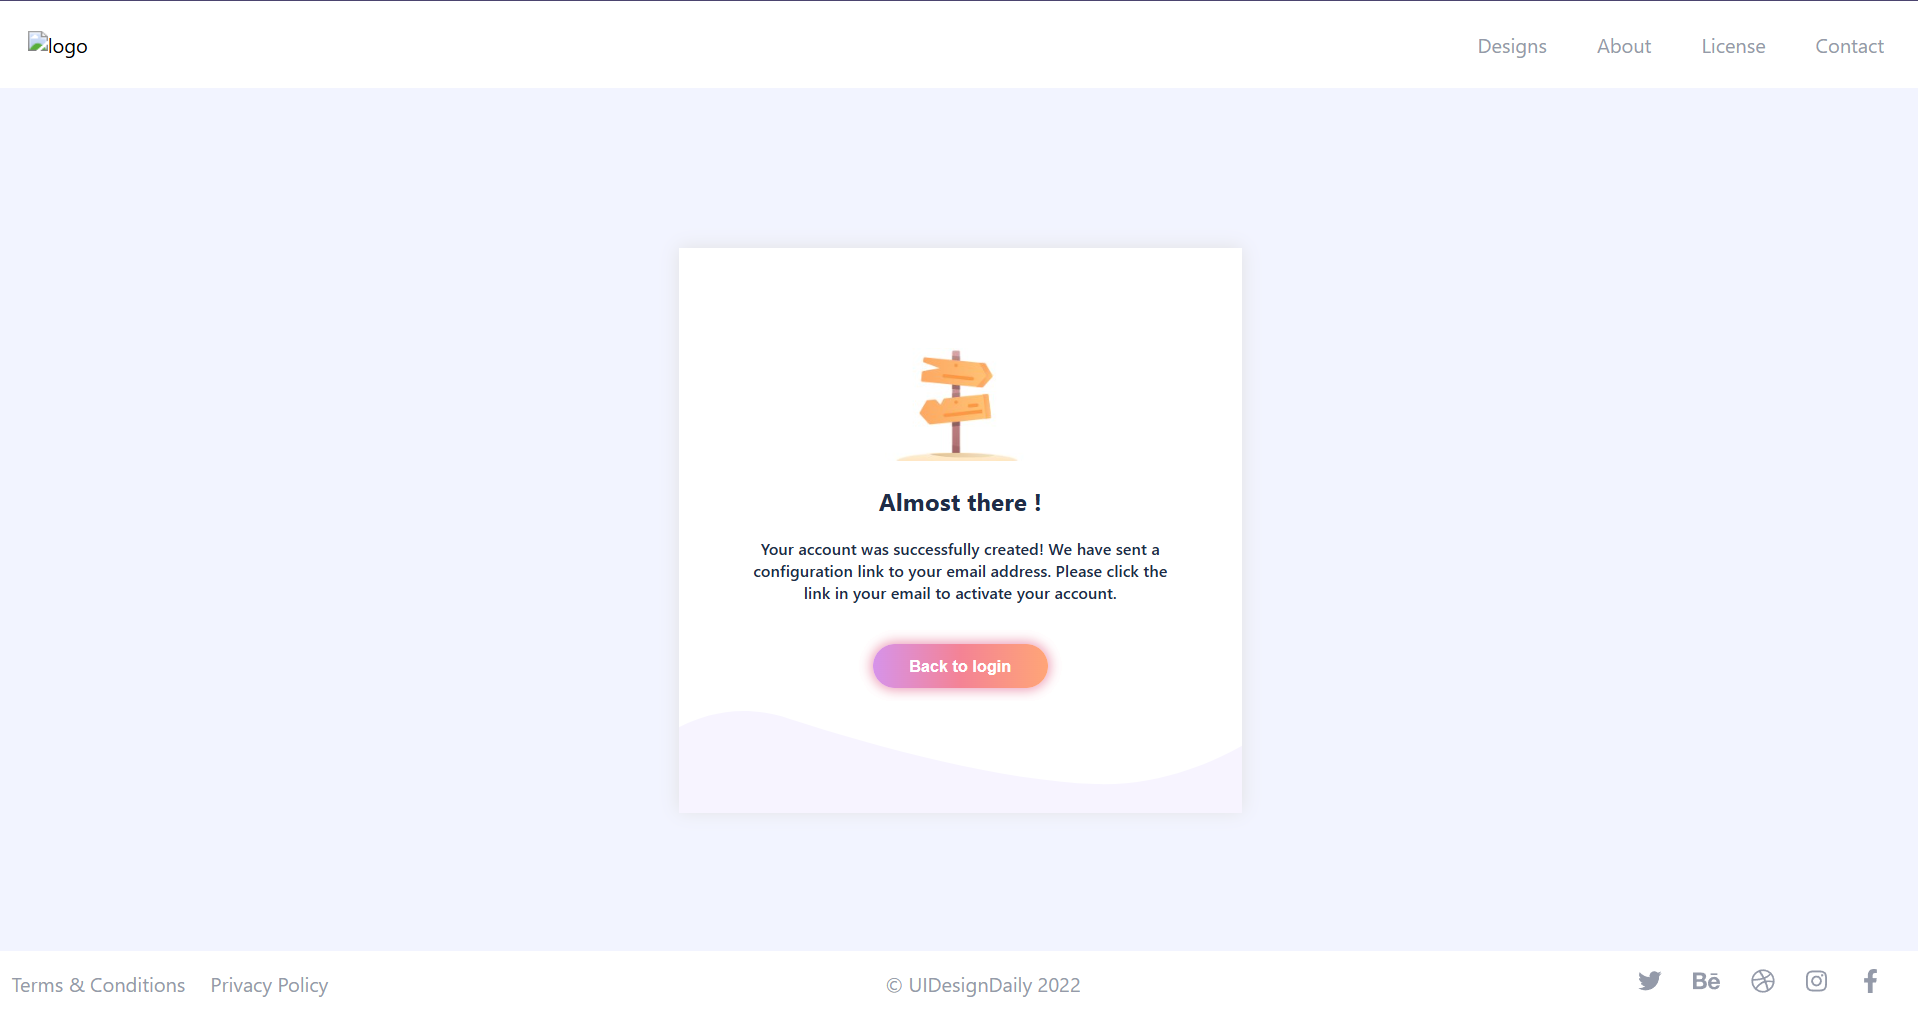 logo
Designs About License Contact
Almost there !
Your account was successfully created! We have sent a
configuration link to your email address. Please click the
link in your email to activate your account.
Back to login
Terms & Conditions Privacy Policy © UIDesignDaily 2022 Bē